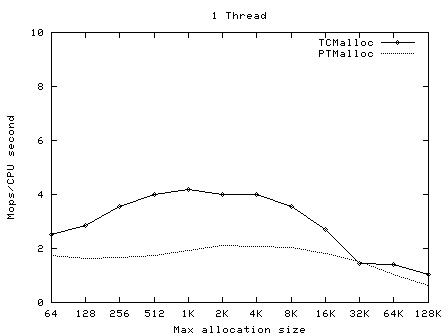 1 Thread
TCMalloc
PTMalloc
10
8
6
4
2
0
Mops/CPU second
64 128 256 512 1K 2K 4K 8K 16K 32K 64K 128K
Max allocation size